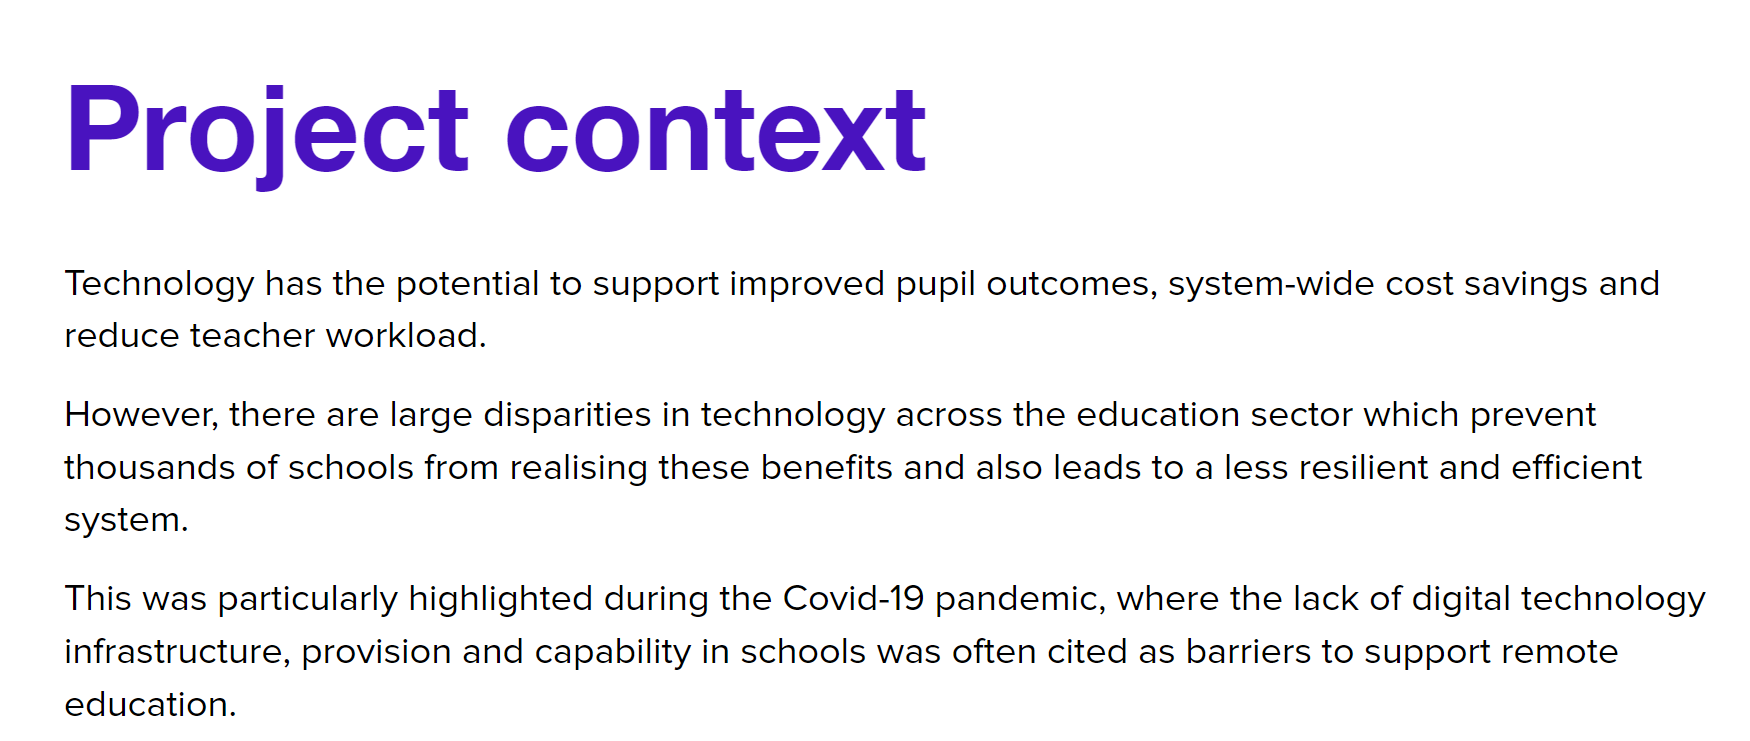 Project context
Technology has the potential to support improved pupil outcomes, system-wide cost savings and
reduce teacher workload.
However, there are large disparities in technology across the education sector which prevent
thousands of schools from realising these benefits and also leads to a less resilient and efficient
system.
This was particularly highlighted during the Covid-19 pandemic, where the lack of digital technology
infrastructure, provision and capability in schools was often cited as barriers to support remote
education.